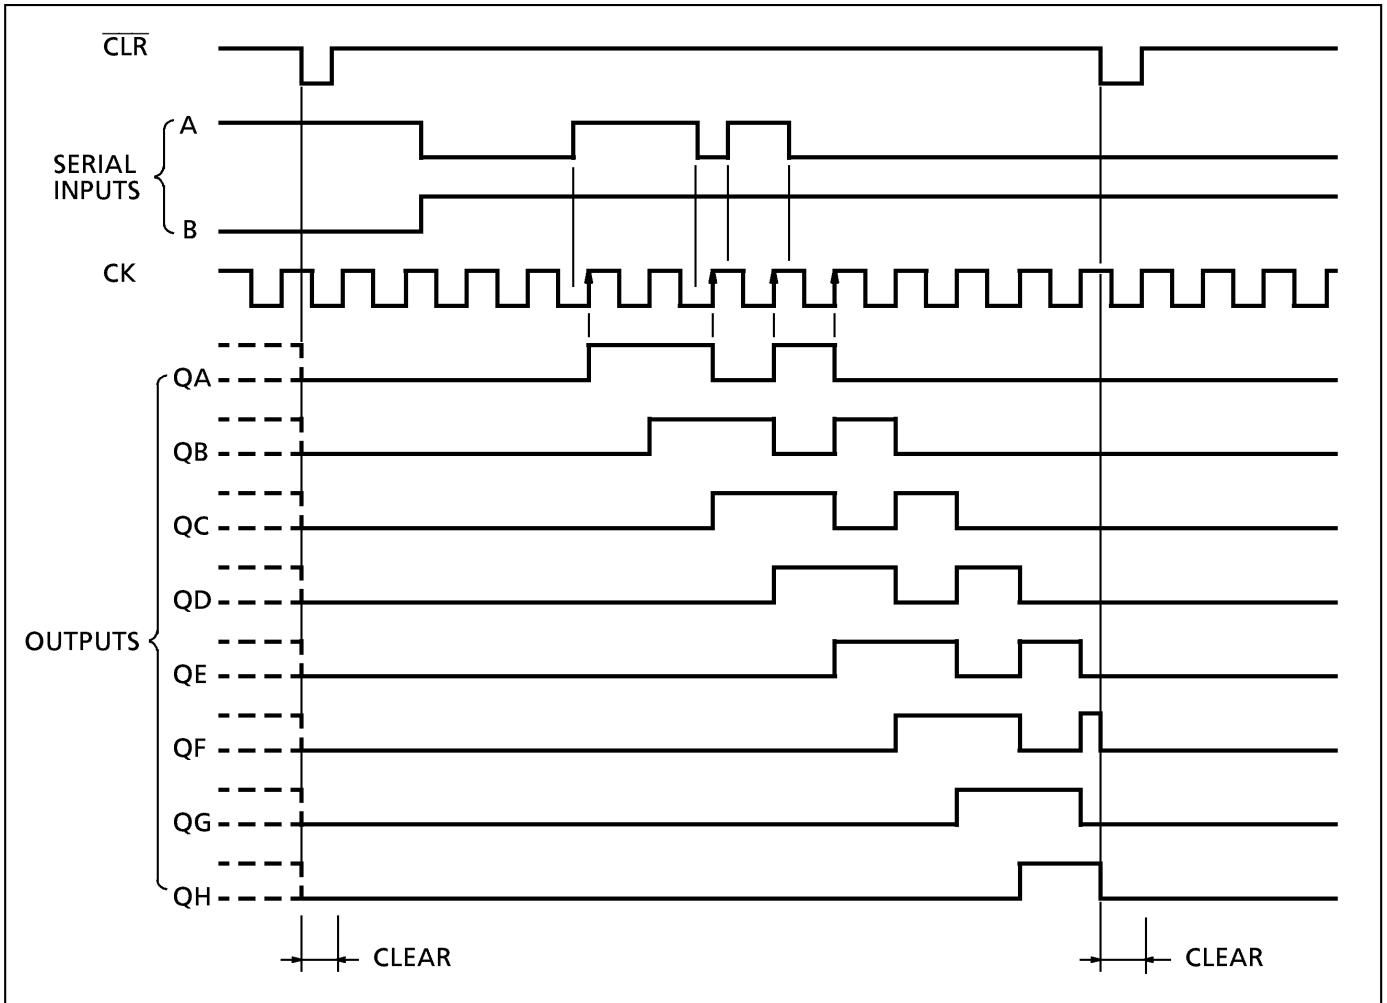 CLR
A
SERIAL
INPUTS
B
CK
QA
QB
QC
QD
OUTPUTS
QE
QF
QG
QH
CLEAR
CLEAR